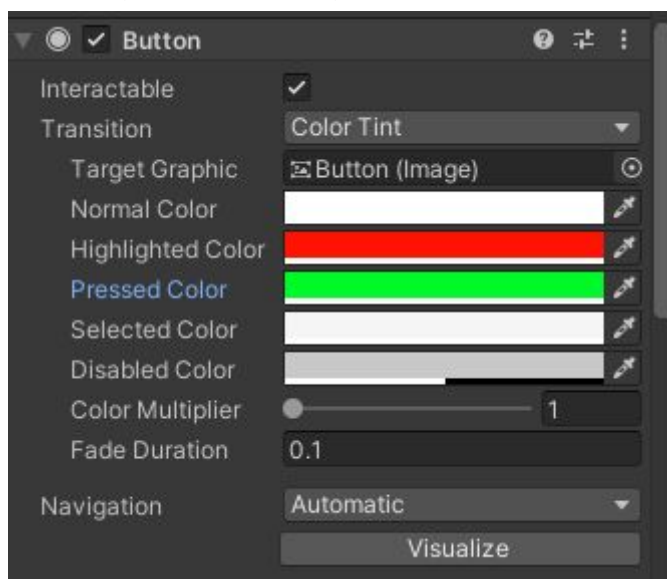 Button
Interactable
Transition Color Tint
Target Graphic Button (Image)
Normal Color
Highlighted Color
Pressed Color
Selected Color
Disabled Color
Color Multiplier 1
Fade Duration 0.1
Navigation Automatic
Visualize